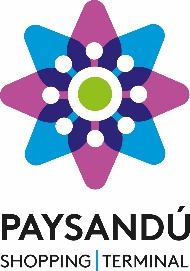 PAYSANDÚ
SHOPPING | TERMINAL